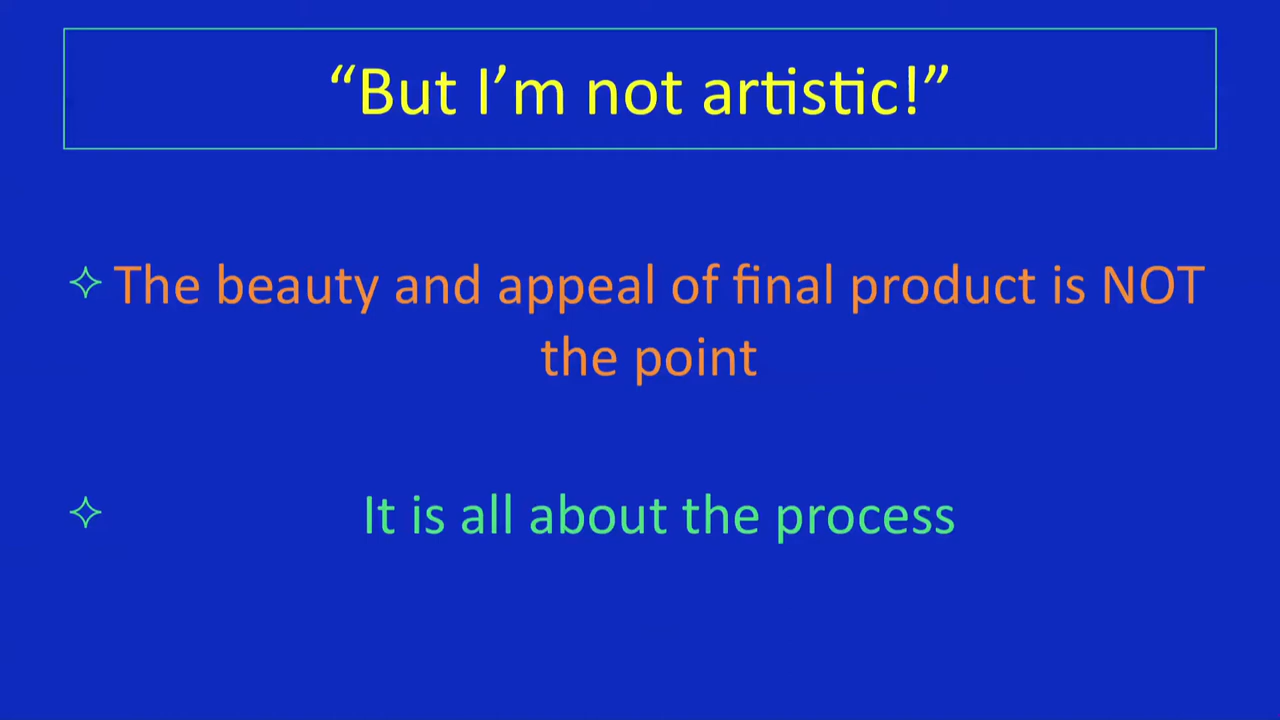 “But I’m not artistic!”
The beauty and appeal of final product is NOT
the point
It is all about the process